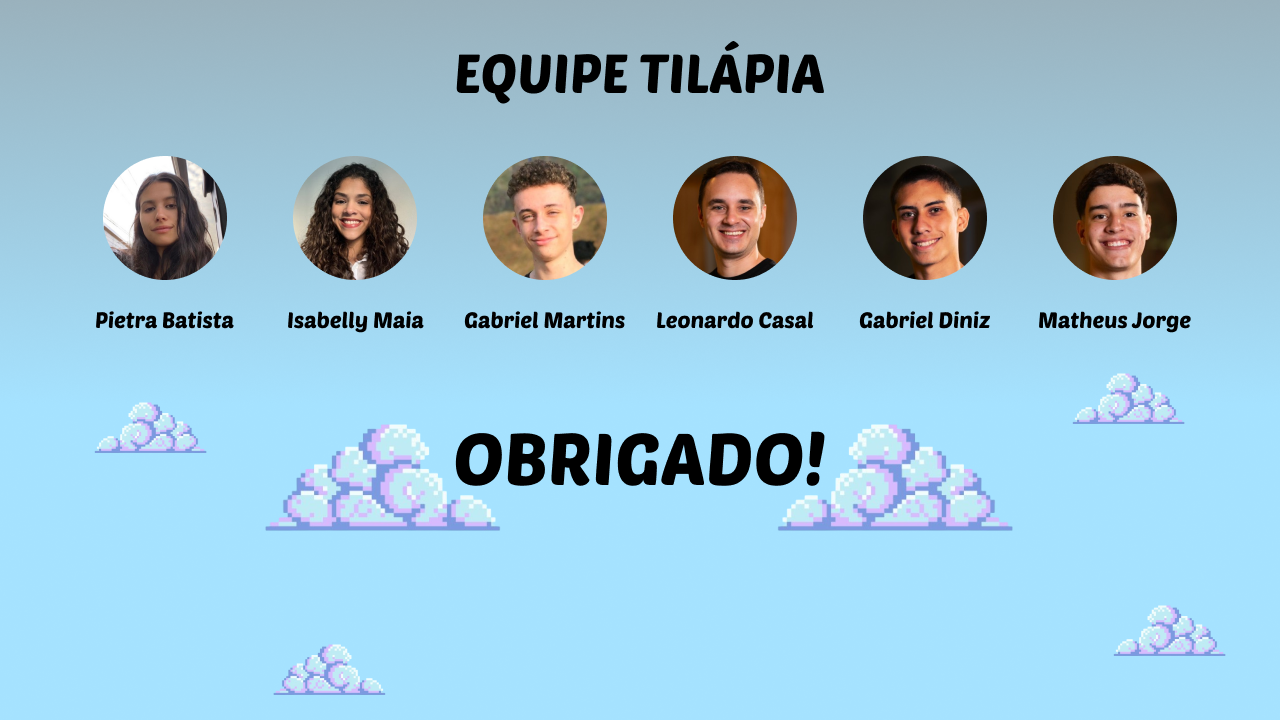 EQUIPE TILÁPIA
Pietra Batista
Isabelly Maia
Gabriel Martins
Leonardo Casal
Gabriel Diniz
Matheus Jorge
OBRIGADO!